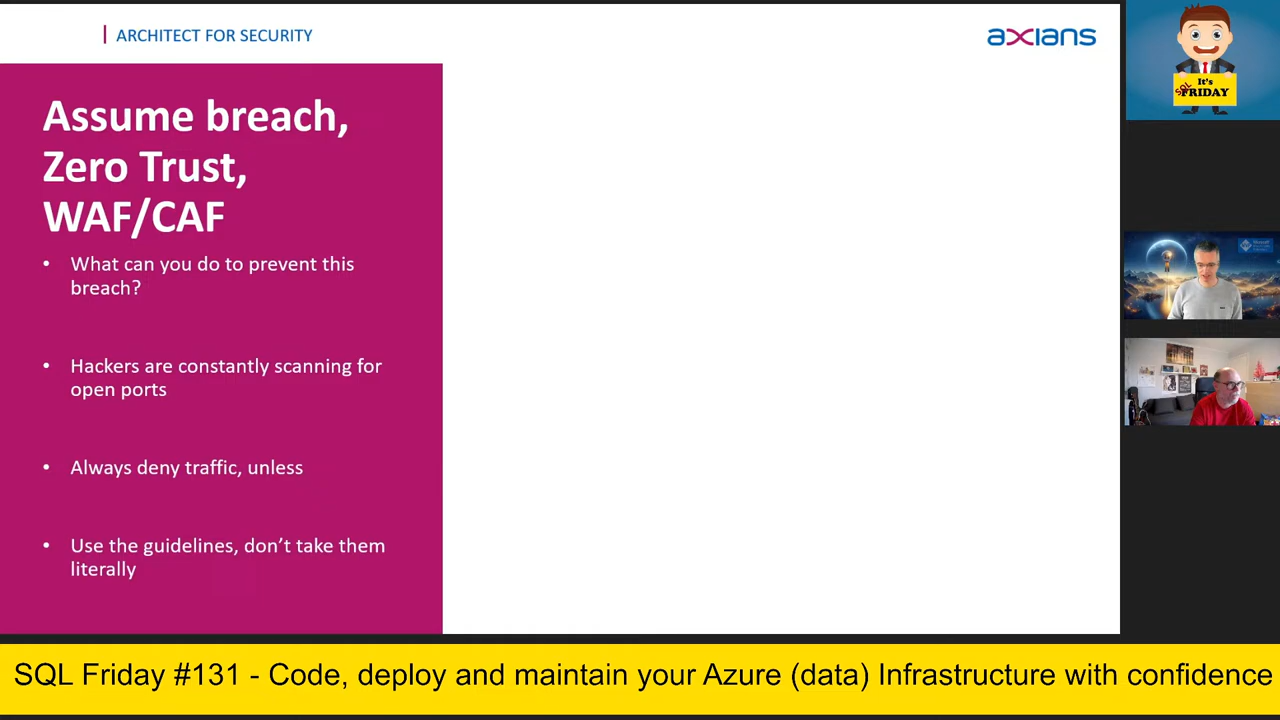 ARCHITECT FOR SECURITY
axians
Assume breach,
Zero Trust,
WAF/CAF
• What can you do to prevent this
breach?
• Hackers are constantly scanning for
open ports
• Always deny traffic, unless
• Use the guidelines, don’t take them
literally
It's
SQL
FRIDAY
SQL Friday #131 - Code, deploy and maintain your Azure (data) Infrastructure with confidence